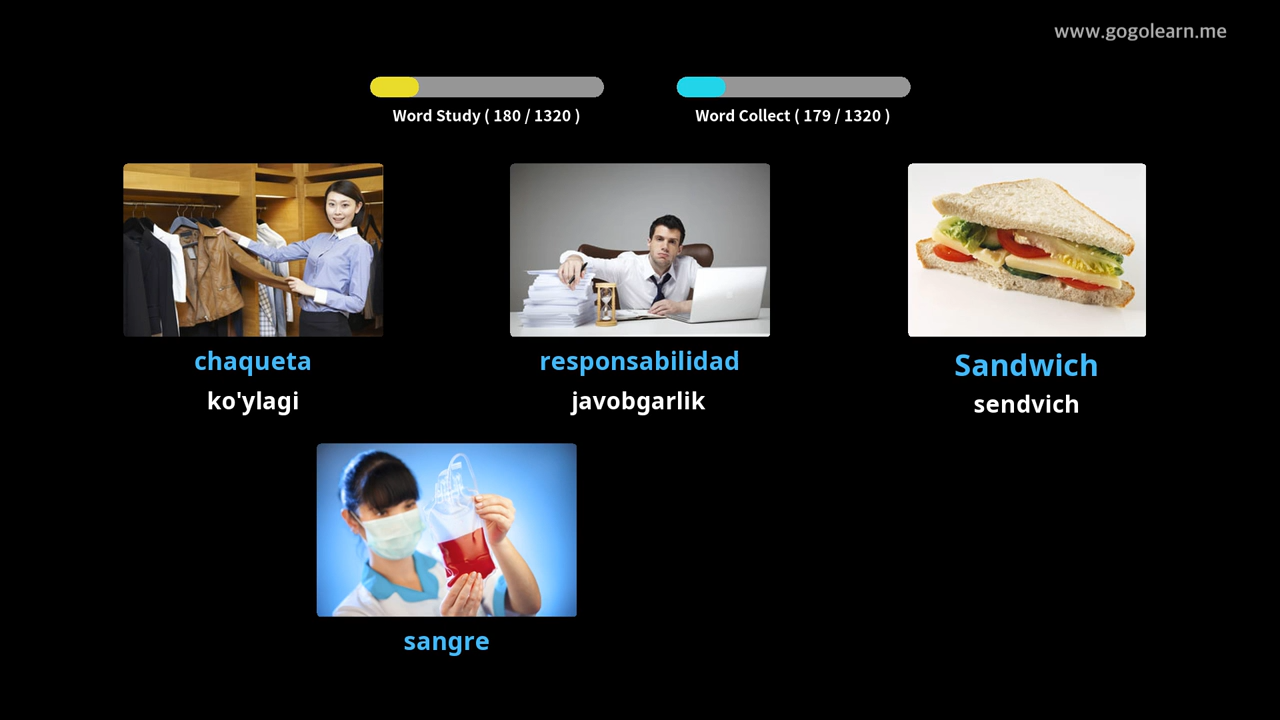 www.gogolearn.me
Word Study ( 180 / 1320 )
Word Collect ( 179 / 1320 )
chaqueta
ko'ylagi
responsabilidad
javobgarlik
Sandwich
sendvich
sangre